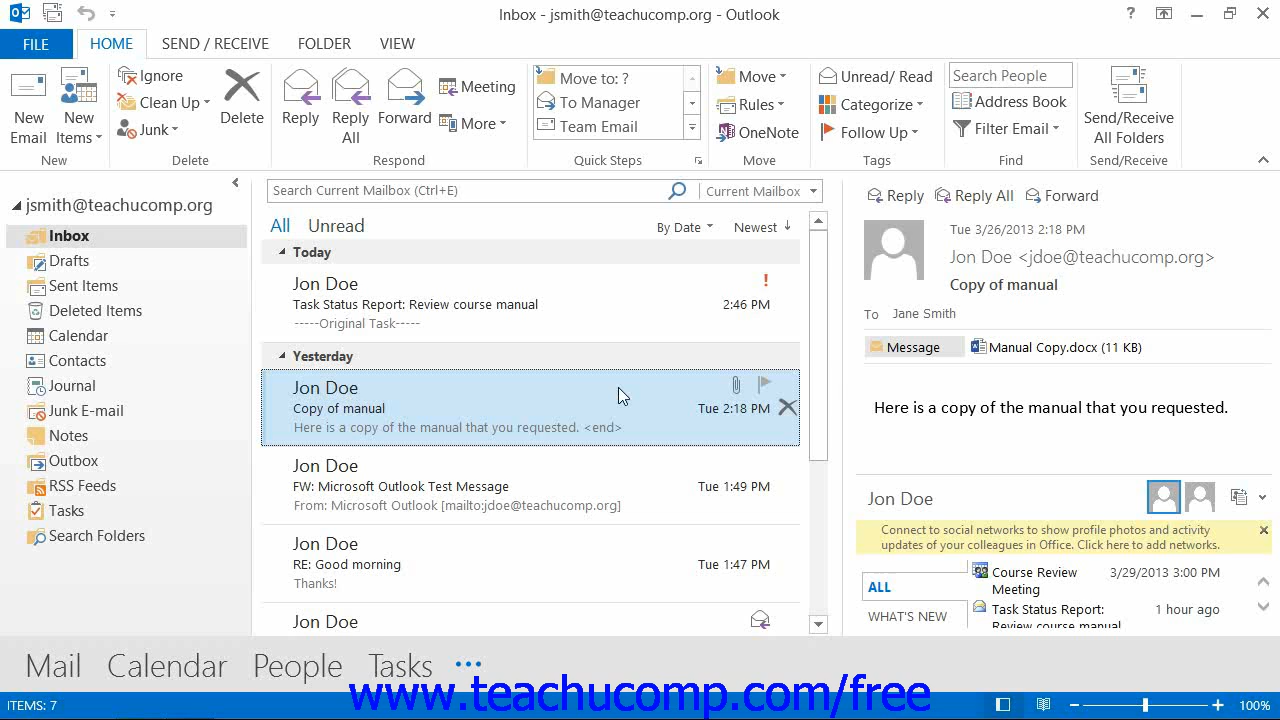 Inbox - jsmith@teachucomp.org - Outlook
?
FILE HOME SEND / RECEIVE FOLDER VIEW
New Email
New Items
New
Ignore
Clean Up
Junk
Delete
Delete
Reply
Reply All
Forward
Meeting
More
Respond
Move to: ?
To Manager
Team Email
Quick Steps
Move
Rules
OneNote
Move
Unread/ Read
Categorize
Follow Up
Tags
Search People
Address Book
Filter Email
Find
Send/Receive All Folders
Send/Receive
jsmith@teachucomp.org
Inbox
Drafts
Sent Items
Deleted Items
Calendar
Contacts
Journal
Junk E-mail
Notes
Outbox
RSS Feeds
Tasks
Search Folders
Search Current Mailbox (Ctrl+E) Current Mailbox
All Unread By Date Newest
Today
Jon Doe !
Task Status Report: Review course manual 2:46 PM
-----Original Task-----
Yesterday
Jon Doe
Copy of manual Tue 2:18 PM
Here is a copy of the manual that you requested. <end>
Jon Doe
FW: Microsoft Outlook Test Message Tue 1:49 PM
From: Microsoft Outlook [mailto:jdoe@teachucomp.org]
Jon Doe
RE: Good morning Tue 1:47 PM
Thanks!
Jon Doe
Reply Reply All Forward
Tue 3/26/2013 2:18 PM
Jon Doe <jdoe@teachucomp.org>
Copy of manual
To Jane Smith
Message Manual Copy.docx (11 KB)
Here is a copy of the manual that you requested.
Jon Doe
Connect to social networks to show profile photos and activity
updates of your colleagues in Office. Click here to add networks.
ALL
WHAT'S NEW
Course Review 3/29/2013 3:00 PM
Meeting
Task Status Report: 1 hour ago
Review course manual
Mail Calendar People Tasks
www.teachucomp.com/free
ITEMS: 7 100%